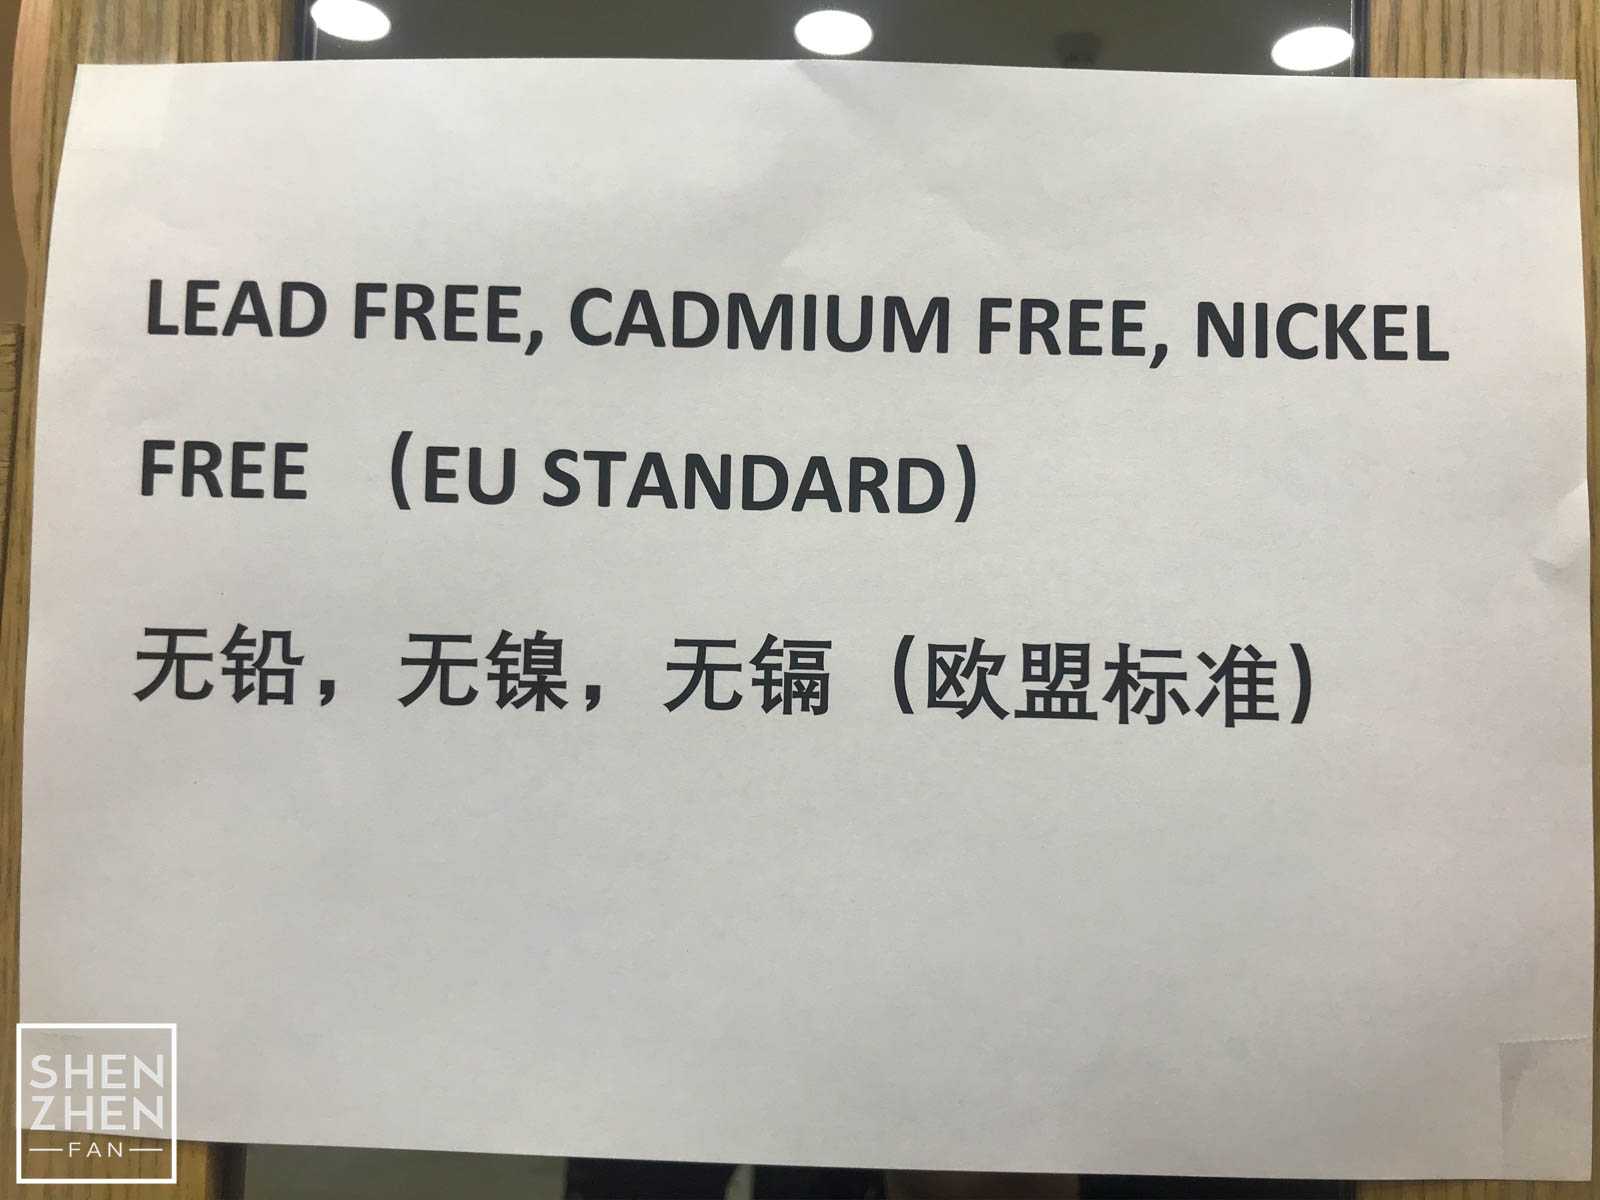 LEAD FREE, CADMIUM FREE, NICKEL
FREE （EU STANDARD）
无铅，无镍，无镉（欧盟标准）
SHEN
ZHEN
—FAN—